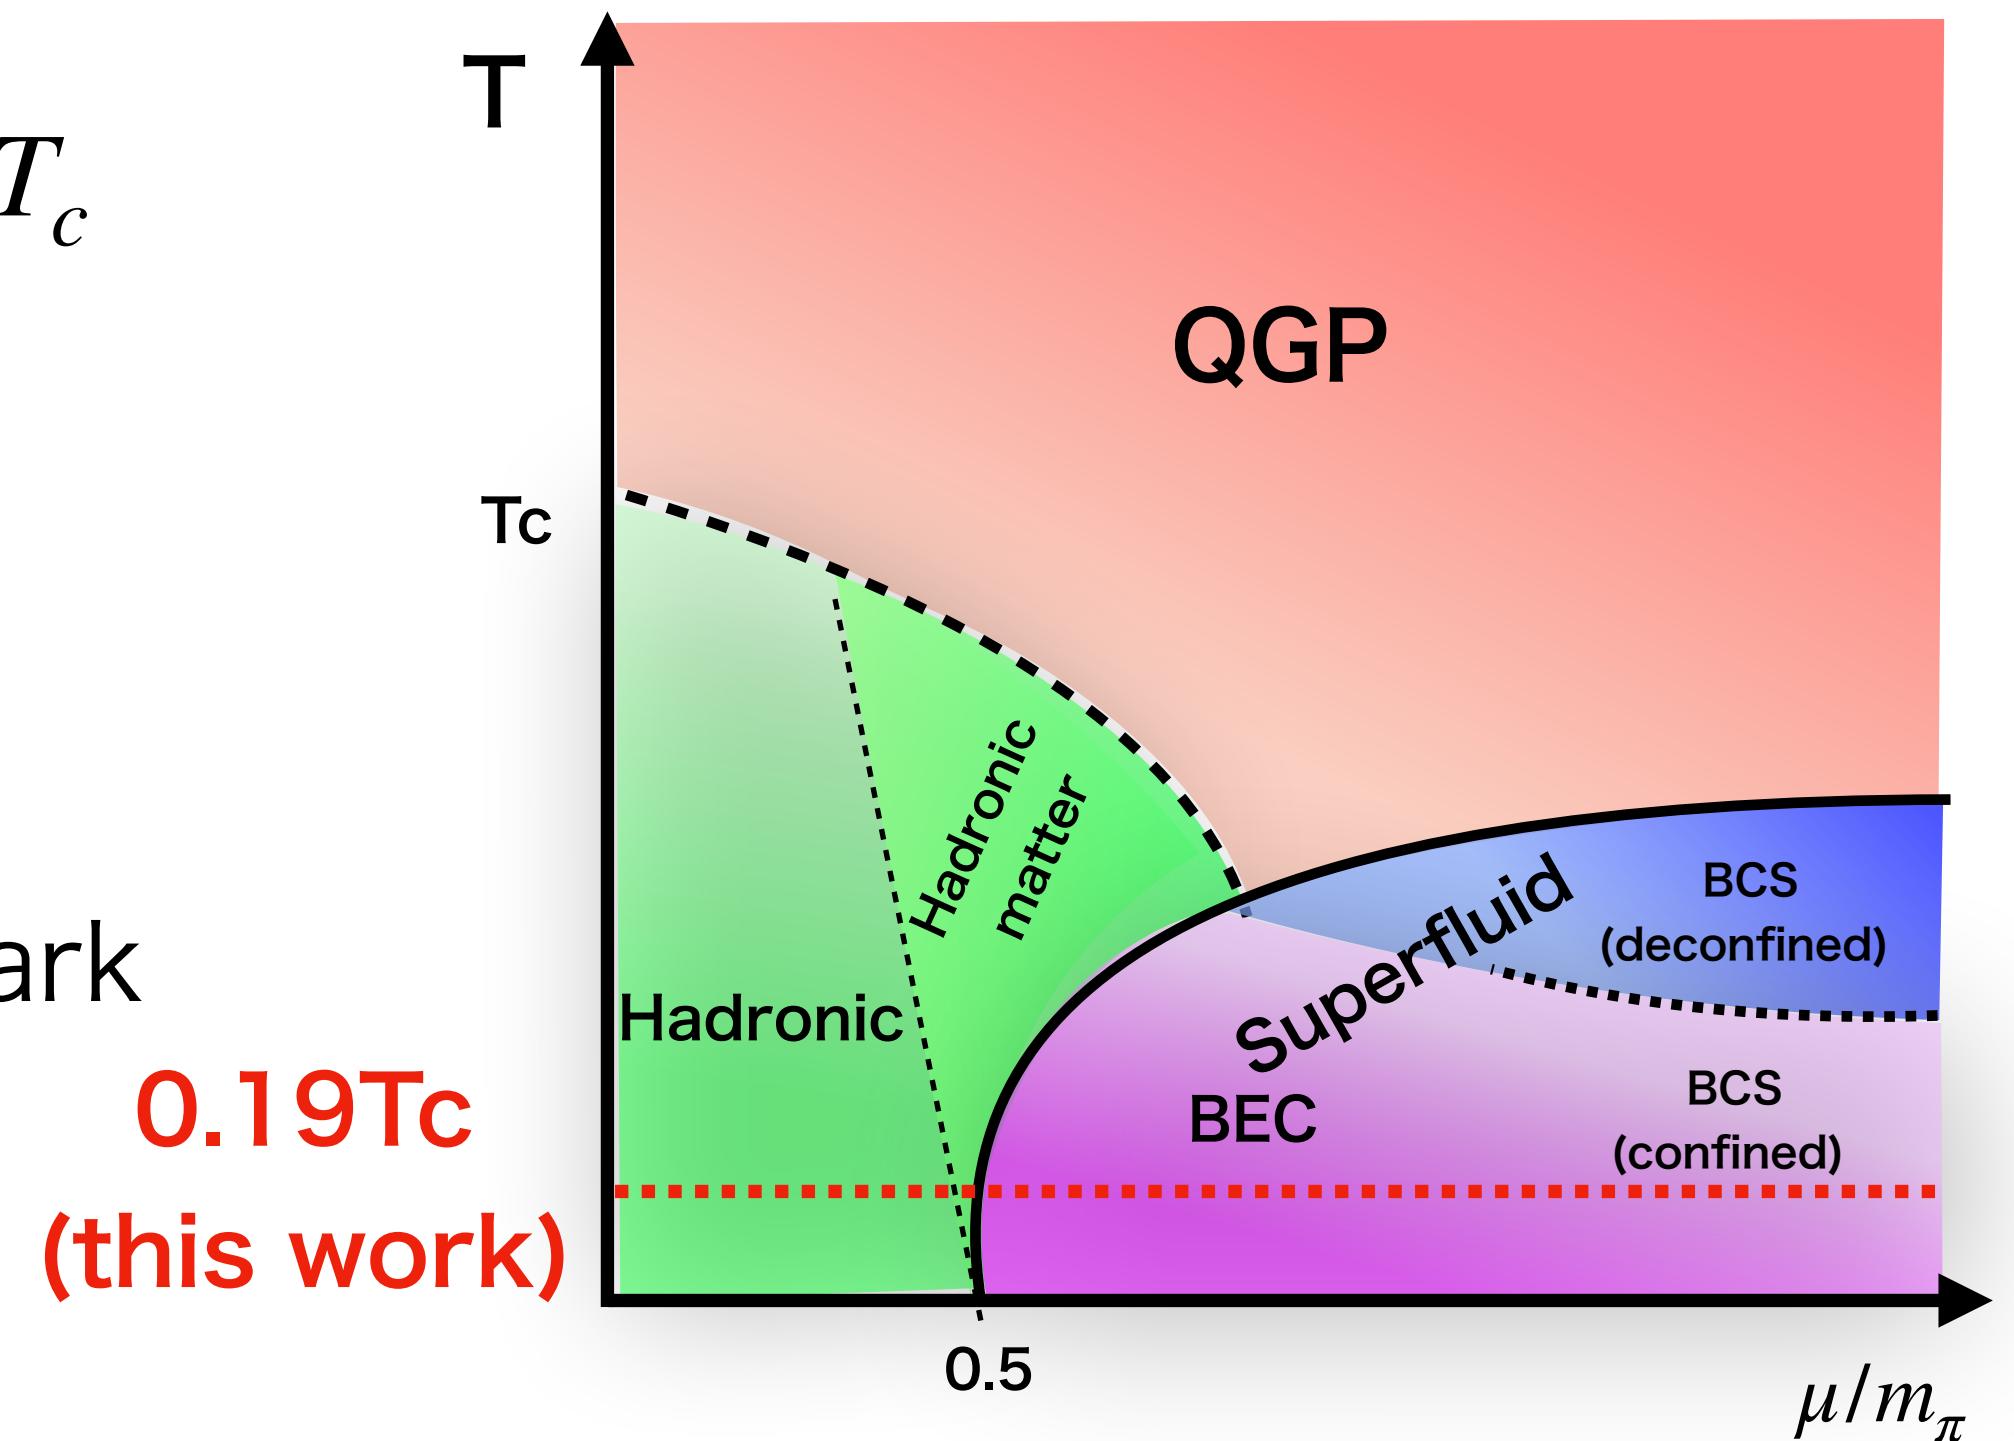 T
T_c
QGP
Tc
Hadronic
matter
Superfluid
BCS
(deconfined)
ark
Hadronic
0.19Tc
BEC
BCS
(confined)
(this work)
0.5
μ/m_π